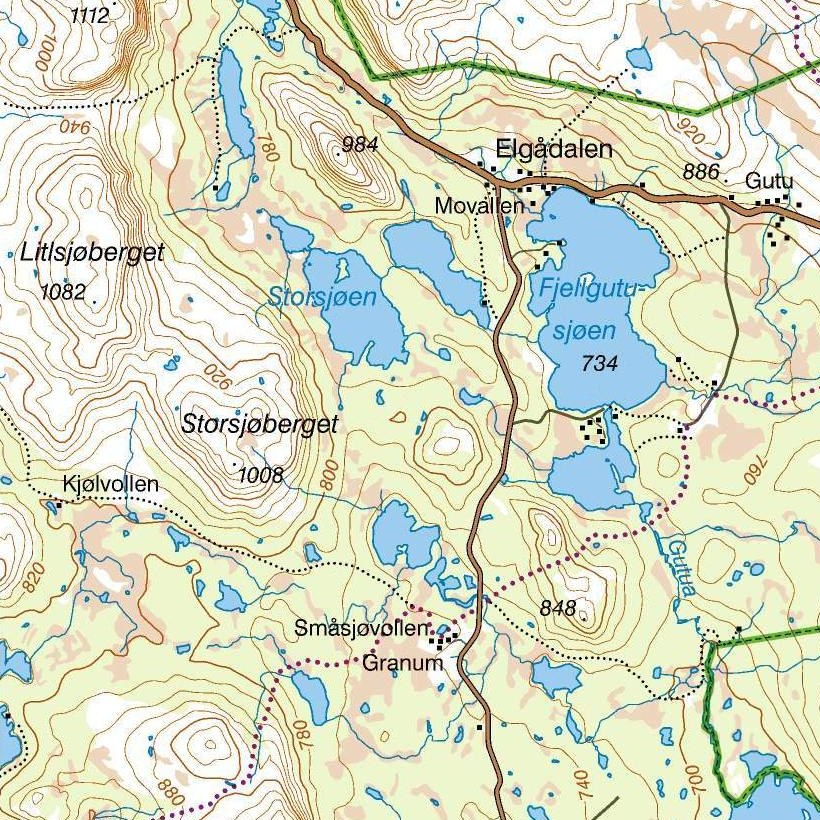 1112
1000
940
780
984
Elgådalen
920
886
Gutu
Movallen
Litlsjøberget
1082
Storsjøen
Fjellgutu-
sjøen
734
920
Storsjøberget
1008
800
760
Kjølvollen
820
Gutua
848
Småsjøvollen
Granum
780
880
740
700